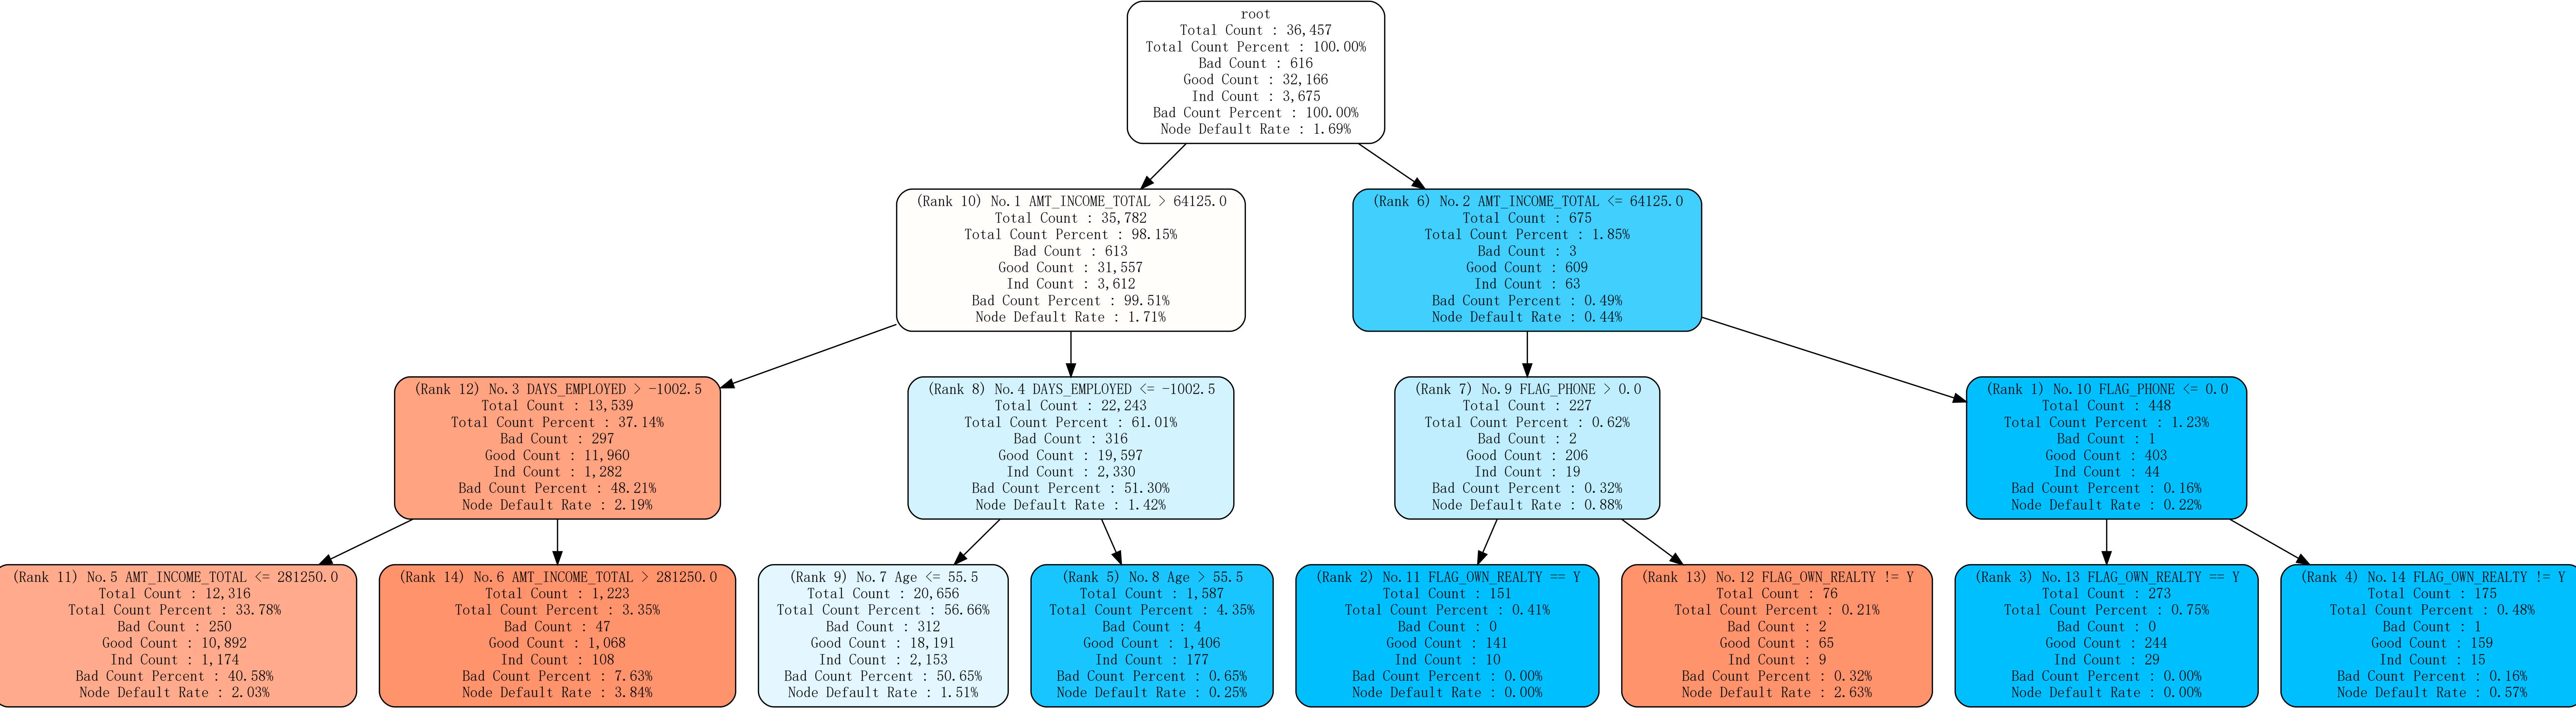 root
Total Count : 36,457
Total Count Percent : 100.00%
Bad Count : 616
Good Count : 32,166
Ind Count : 3,675
Bad Count Percent : 100.00%
Node Default Rate : 1.69%
(Rank 10) No.1 AMT_INCOME_TOTAL > 64125.0
Total Count : 35,782
Total Count Percent : 98.15%
Bad Count : 613
Good Count : 31,557
Ind Count : 3,612
Bad Count Percent : 99.51%
Node Default Rate : 1.71%
(Rank 6) No.2 AMT_INCOME_TOTAL <= 64125.0
Total Count : 675
Total Count Percent : 1.85%
Bad Count : 3
Good Count : 609
Ind Count : 63
Bad Count Percent : 0.49%
Node Default Rate : 0.44%
(Rank 12) No.3 DAYS_EMPLOYED > -1002.5
Total Count : 13,539
Total Count Percent : 37.14%
Bad Count : 297
Good Count : 11,960
Ind Count : 1,282
Bad Count Percent : 48.21%
Node Default Rate : 2.19%
(Rank 8) No.4 DAYS_EMPLOYED <= -1002.5
Total Count : 22,243
Total Count Percent : 61.01%
Bad Count : 316
Good Count : 19,597
Ind Count : 2,330
Bad Count Percent : 51.30%
Node Default Rate : 1.42%
(Rank 7) No.9 FLAG_PHONE > 0.0
Total Count : 227
Total Count Percent : 0.62%
Bad Count : 2
Good Count : 206
Ind Count : 19
Bad Count Percent : 0.32%
Node Default Rate : 0.88%
(Rank 1) No.10 FLAG_PHONE <= 0.0
Total Count : 448
Total Count Percent : 1.23%
Bad Count : 1
Good Count : 403
Ind Count : 44
Bad Count Percent : 0.16%
Node Default Rate : 0.22%
(Rank 11) No.5 AMT_INCOME_TOTAL <= 281250.0
Total Count : 12,316
Total Count Percent : 33.78%
Bad Count : 250
Good Count : 10,892
Ind Count : 1,174
Bad Count Percent : 40.58%
Node Default Rate : 2.03%
(Rank 14) No.6 AMT_INCOME_TOTAL > 281250.0
Total Count : 1,223
Total Count Percent : 3.35%
Bad Count : 47
Good Count : 1,068
Ind Count : 108
Bad Count Percent : 7.63%
Node Default Rate : 3.84%
(Rank 9) No.7 Age <= 55.5
Total Count : 20,656
Total Count Percent : 56.66%
Bad Count : 312
Good Count : 18,191
Ind Count : 2,153
Bad Count Percent : 50.65%
Node Default Rate : 1.51%
(Rank 5) No.8 Age > 55.5
Total Count : 1,587
Total Count Percent : 4.35%
Bad Count : 4
Good Count : 1,406
Ind Count : 177
Bad Count Percent : 0.65%
Node Default Rate : 0.25%
(Rank 2) No.11 FLAG_OWN_REALTY == Y
Total Count : 151
Total Count Percent : 0.41%
Bad Count : 0
Good Count : 141
Ind Count : 10
Bad Count Percent : 0.00%
Node Default Rate : 0.00%
(Rank 13) No.12 FLAG_OWN_REALTY != Y
Total Count : 76
Total Count Percent : 0.21%
Bad Count : 2
Good Count : 65
Ind Count : 9
Bad Count Percent : 0.32%
Node Default Rate : 2.63%
(Rank 3) No.13 FLAG_OWN_REALTY == Y
Total Count : 273
Total Count Percent : 0.75%
Bad Count : 0
Good Count : 244
Ind Count : 29
Bad Count Percent : 0.00%
Node Default Rate : 0.00%
(Rank 4) No.14 FLAG_OWN_REALTY != Y
Total Count : 175
Total Count Percent : 0.48%
Bad Count : 1
Good Count : 159
Ind Count : 15
Bad Count Percent : 0.16%
Node Default Rate : 0.57%